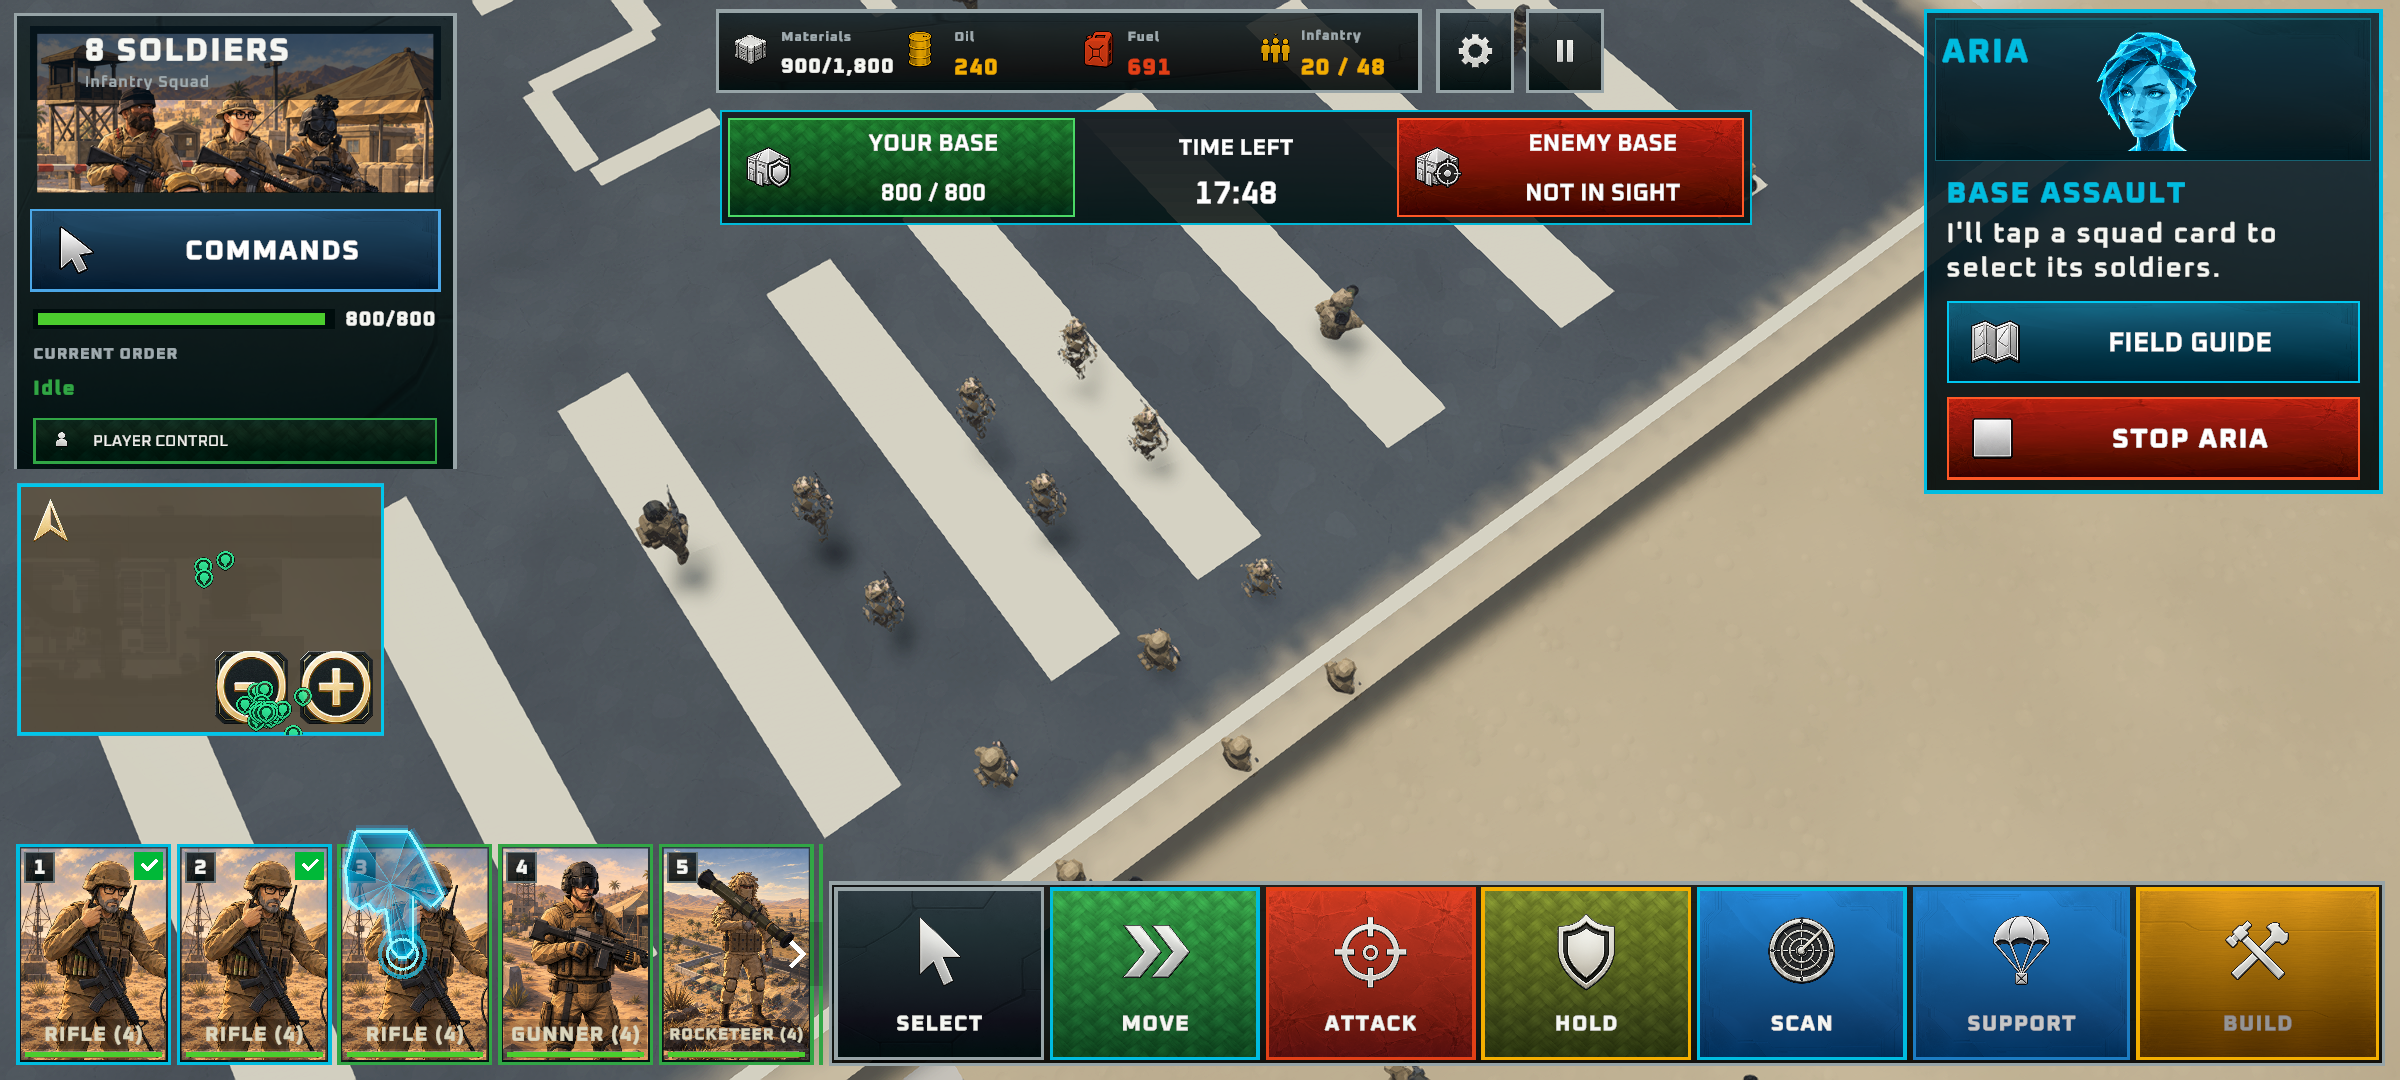 8 SOLDIERS
Infantry Squad
COMMANDS
800/800
CURRENT ORDER
Idle
PLAYER CONTROL
Materials
900/1,800
Oil
240
Fuel
691
Infantry
20 / 48
YOUR BASE
800 / 800
TIME LEFT
17:48
ENEMY BASE
NOT IN SIGHT
ARIA
BASE ASSAULT
I'll tap a squad card to
select its soldiers.
FIELD GUIDE
STOP ARIA
1
RIFLE (4)
2
RIFLE (4)
3
RIFLE (4)
4
GUNNER (4)
5
ROCKETEER (4)
SELECT
MOVE
ATTACK
HOLD
SCAN
SUPPORT
BUILD